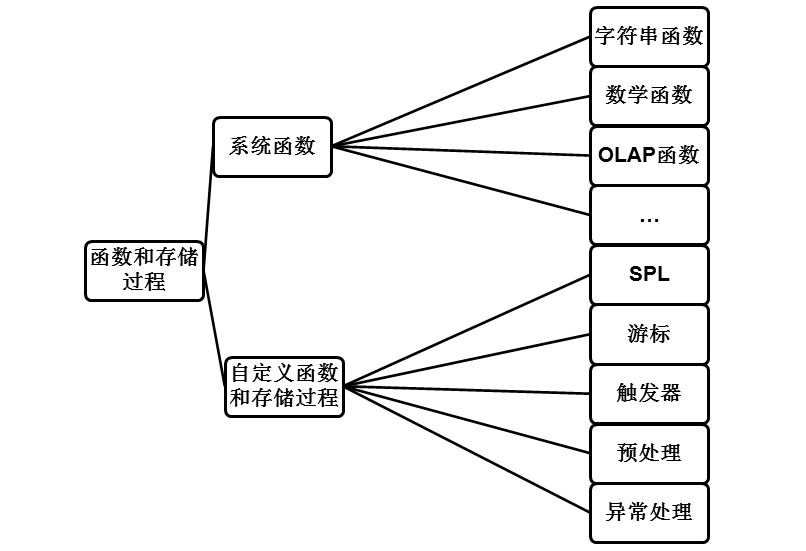 字符串函数
数学函数
系统函数
OLAP函数
…
函数和存储
过程
SPL
游标
自定义函数
和存储过程
触发器
预处理
异常处理